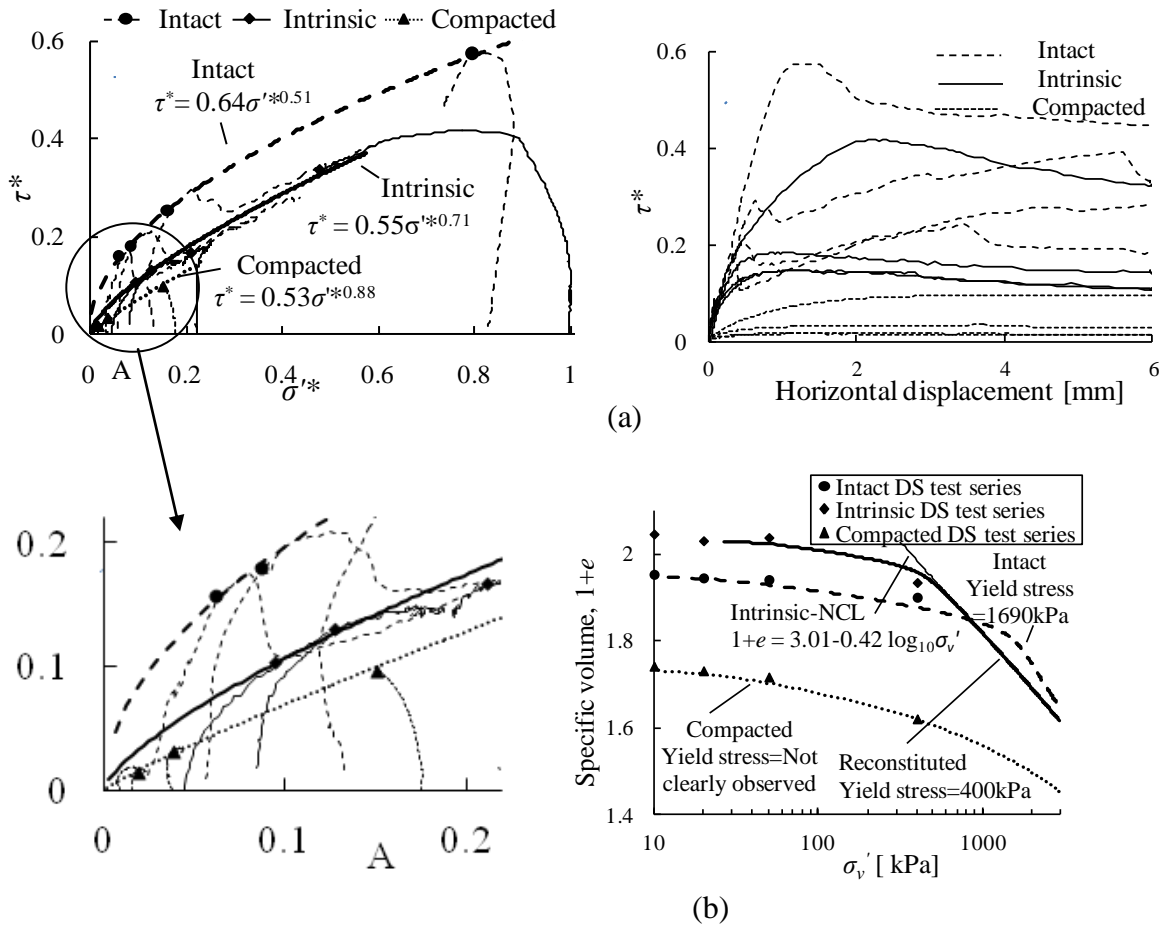 Intact Intrinsic Compacted
0.6
0.4
0.2
0
τ*
Intact
τ*= 0.64σ'*0.51
Intrinsic
τ* = 0.55σ'*0.71
Compacted
τ* = 0.53σ'*0.88
0 A 0.2 0.4 0.6 0.8 1
σ'*
Intact
Intrinsic
Compacted
0.6
0.4
0.2
0
τ*
0 2 4 6
Horizontal displacement [mm]
(a)
0.2
0.1
0
0 0.1 0.2
A
Intact DS test series
Intrinsic DS test series
Compacted DS test series
2
1.8
1.6
1.4
Specific volume, 1+e
Intact
Yield stress
=1690kPa
Intrinsic-NCL
1+e = 3.01-0.42 log10σv'
Compacted
Yield stress=Not
clearly observed
Reconstituted
Yield stress=400kPa
10 100 1000
σv' [ kPa]
(b)